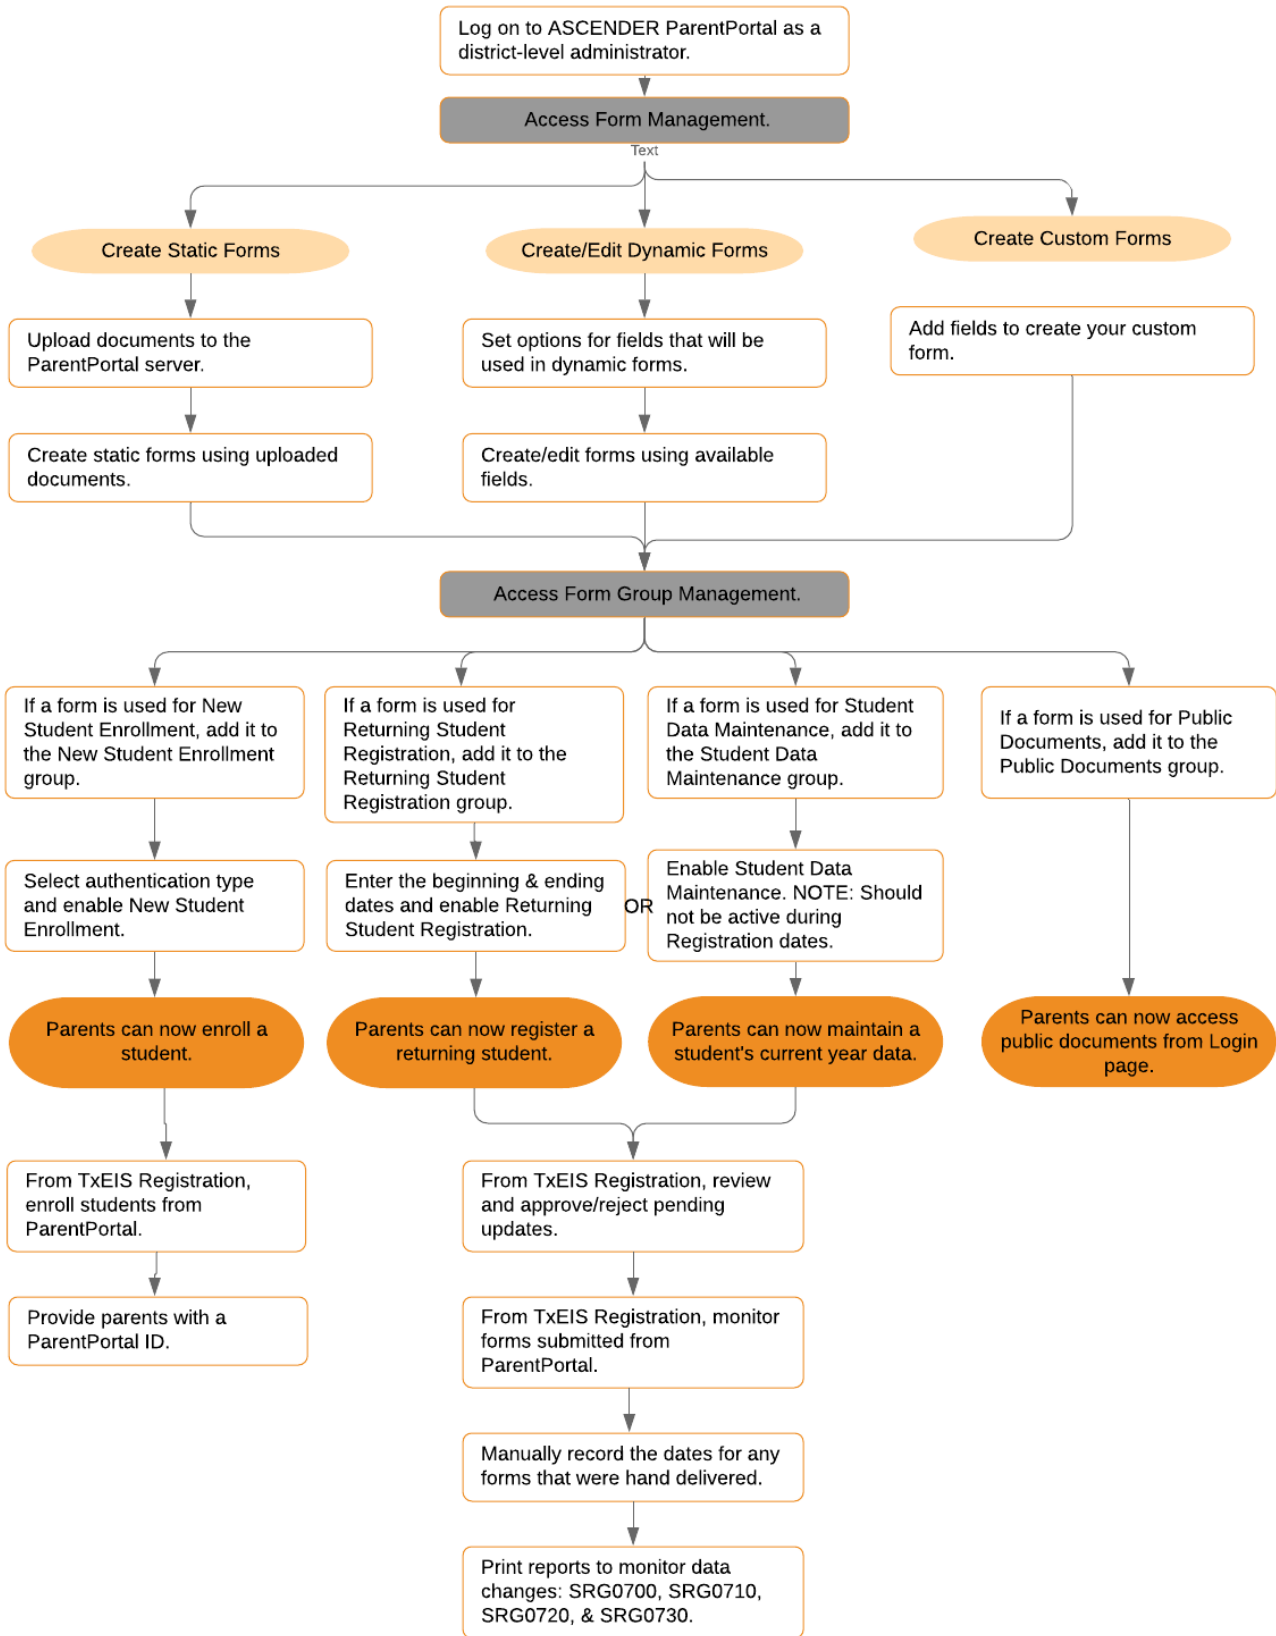 Log on to ASCENDER ParentPortal as a
district-level administrator.
Access Form Management.
Text
Create Static Forms
Create/Edit Dynamic Forms
Create Custom Forms
Upload documents to the
ParentPortal server.
Set options for fields that will be
used in dynamic forms.
Add fields to create your custom
form.
Create static forms using uploaded
documents.
Create/edit forms using available
fields.
Access Form Group Management.
If a form is used for New
Student Enrollment, add it to
the New Student Enrollment
group.
If a form is used for
Returning Student
Registration, add it to the
Returning Student
Registration group.
If a form is used for Student
Data Maintenance, add it to
the Student Data
Maintenance group.
If a form is used for Public
Documents, add it to the
Public Documents group.
Select authentication type
and enable New Student
Enrollment.
Enter the beginning & ending
dates and enable Returning
Student Registration.
OR
Enable Student Data
Maintenance. NOTE: Should
not be active during
Registration dates.
Parents can now enroll a
student.
Parents can now register a
returning student.
Parents can now maintain a
student's current year data.
Parents can now access
public documents from Login
page.
From TxEIS Registration,
enroll students from
ParentPortal.
From TxEIS Registration, review
and approve/reject pending
updates.
Provide parents with a
ParentPortal ID.
From TxEIS Registration, monitor
forms submitted from
ParentPortal.
Manually record the dates for any
forms that were hand delivered.
Print reports to monitor data
changes: SRG0700, SRG0710,
SRG0720, & SRG0730.